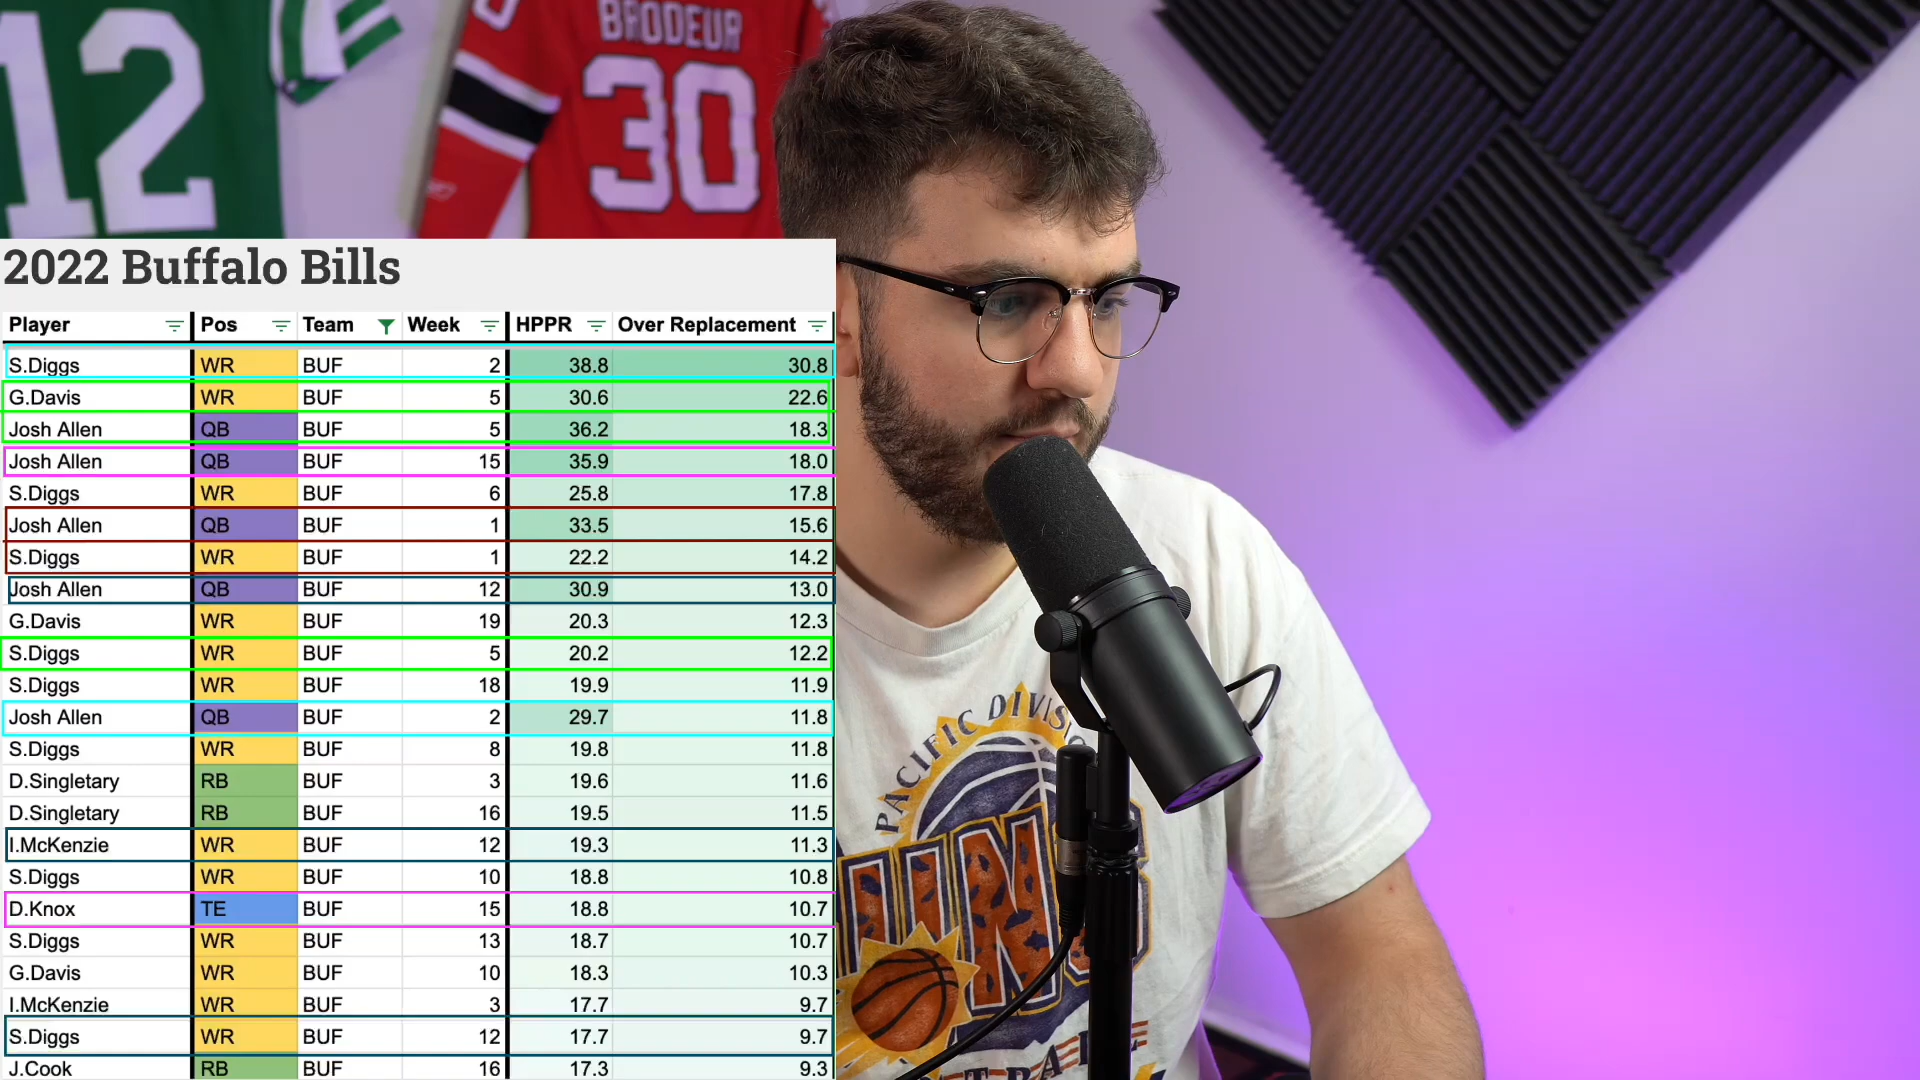 12
BRODEUR
30
2022 Buffalo Bills
Player Pos Team Week HPPR Over Replacement
S.Diggs WR BUF 2 38.8 30.8
G.Davis WR BUF 5 30.6 22.6
Josh Allen QB BUF 5 36.2 18.3
Josh Allen QB BUF 15 35.9 18.0
S.Diggs WR BUF 6 25.8 17.8
Josh Allen QB BUF 1 33.5 15.6
S.Diggs WR BUF 1 22.2 14.2
Josh Allen QB BUF 12 30.9 13.0
G.Davis WR BUF 19 20.3 12.3
S.Diggs WR BUF 5 20.2 12.2
S.Diggs WR BUF 18 19.9 11.9
Josh Allen QB BUF 2 29.7 11.8
S.Diggs WR BUF 8 19.8 11.8
D.Singletary RB BUF 3 19.6 11.6
D.Singletary RB BUF 16 19.5 11.5
I.McKenzie WR BUF 12 19.3 11.3
S.Diggs WR BUF 10 18.8 10.8
D.Knox TE BUF 15 18.8 10.7
S.Diggs WR BUF 13 18.7 10.7
G.Davis WR BUF 10 18.3 10.3
I.McKenzie WR BUF 3 17.7 9.7
S.Diggs WR BUF 12 17.7 9.7
J.Cook RB BUF 16 17.3 9.3
PACIFIC